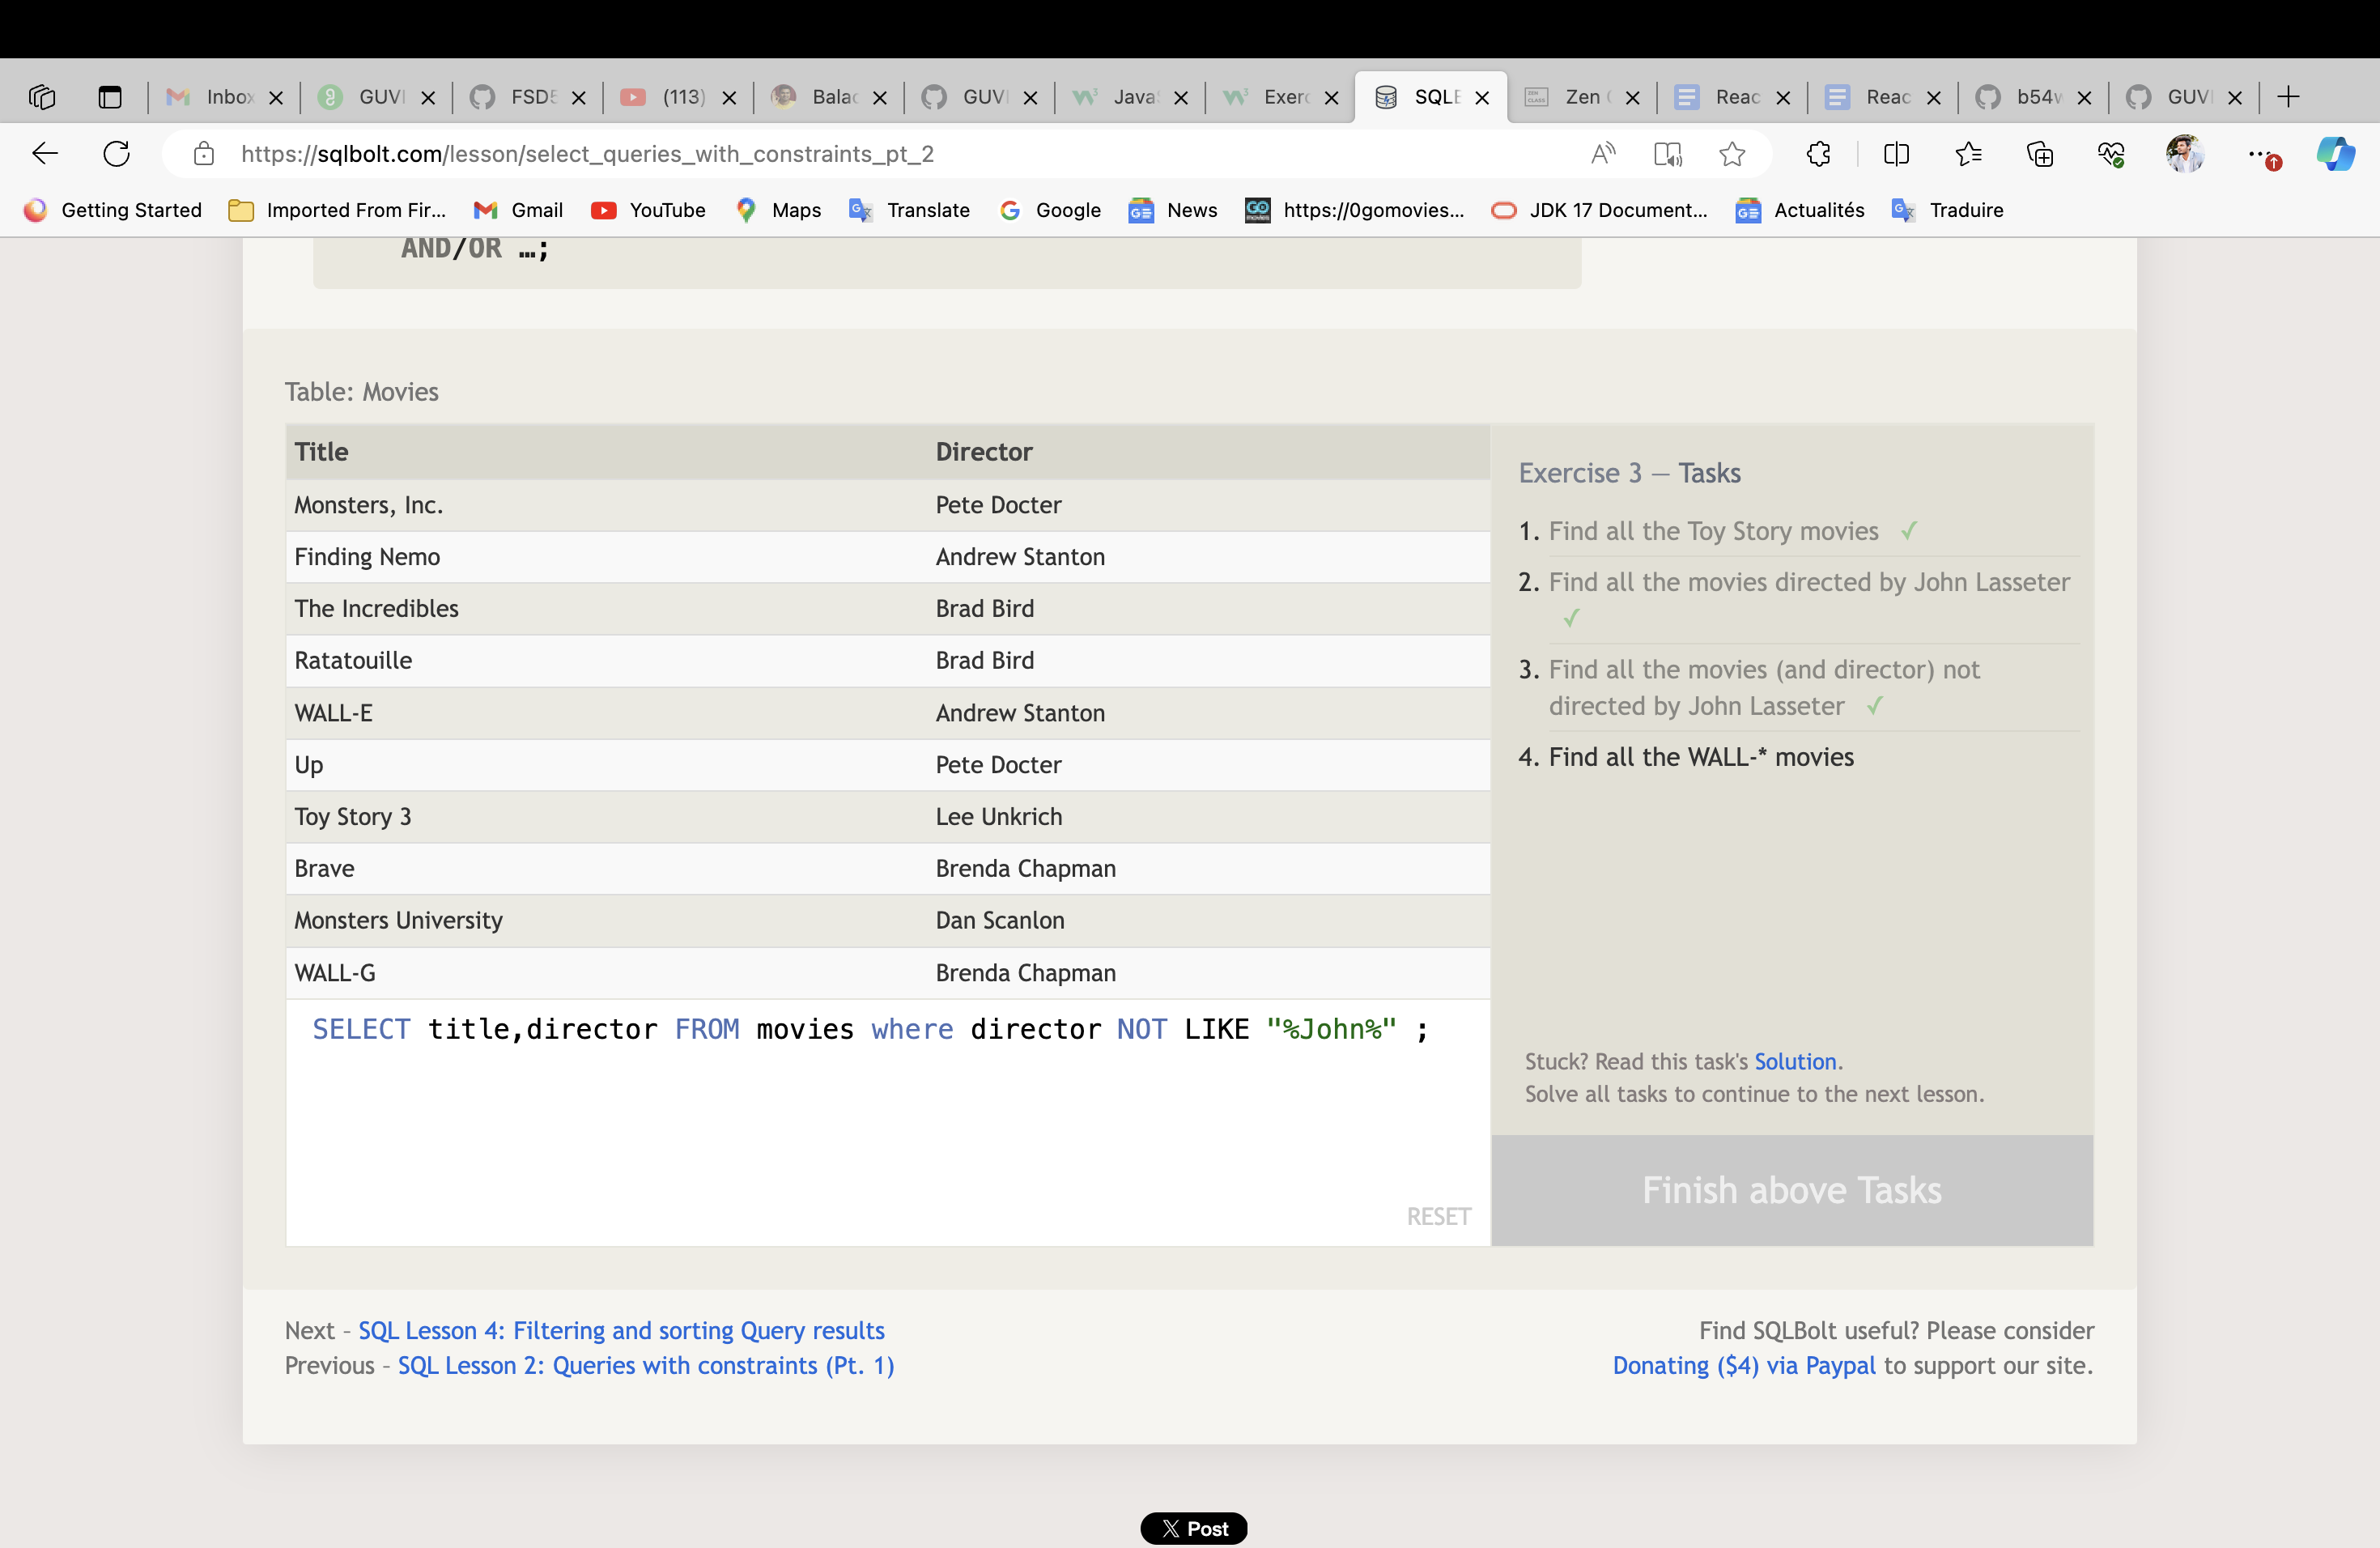 Inbox GUVI FSD5 (113) Balac GUVI Java Exerc SQLB Zen Reac Reac b54w GUVI
https://sqlbolt.com/lesson/select_queries_with_constraints_pt_2
Getting Started Imported From Fir... Gmail YouTube Maps Translate Google News https://0gomovies... JDK 17 Document... Actualités Traduire
AND/OR …;
Table: Movies
Title Director
Monsters, Inc. Pete Docter
Finding Nemo Andrew Stanton
The Incredibles Brad Bird
Ratatouille Brad Bird
WALL-E Andrew Stanton
Up Pete Docter
Toy Story 3 Lee Unkrich
Brave Brenda Chapman
Monsters University Dan Scanlon
WALL-G Brenda Chapman
SELECT title,director FROM movies where director NOT LIKE "%John%" ;
RESET
Exercise 3 — Tasks
1. Find all the Toy Story movies ✓
2. Find all the movies directed by John Lasseter
✓
3. Find all the movies (and director) not
directed by John Lasseter ✓
4. Find all the WALL-* movies
Stuck? Read this task's Solution.
Solve all tasks to continue to the next lesson.
Finish above Tasks
Next – SQL Lesson 4: Filtering and sorting Query results
Previous – SQL Lesson 2: Queries with constraints (Pt. 1)
Find SQLBolt useful? Please consider
Donating ($4) via Paypal to support our site.
X Post